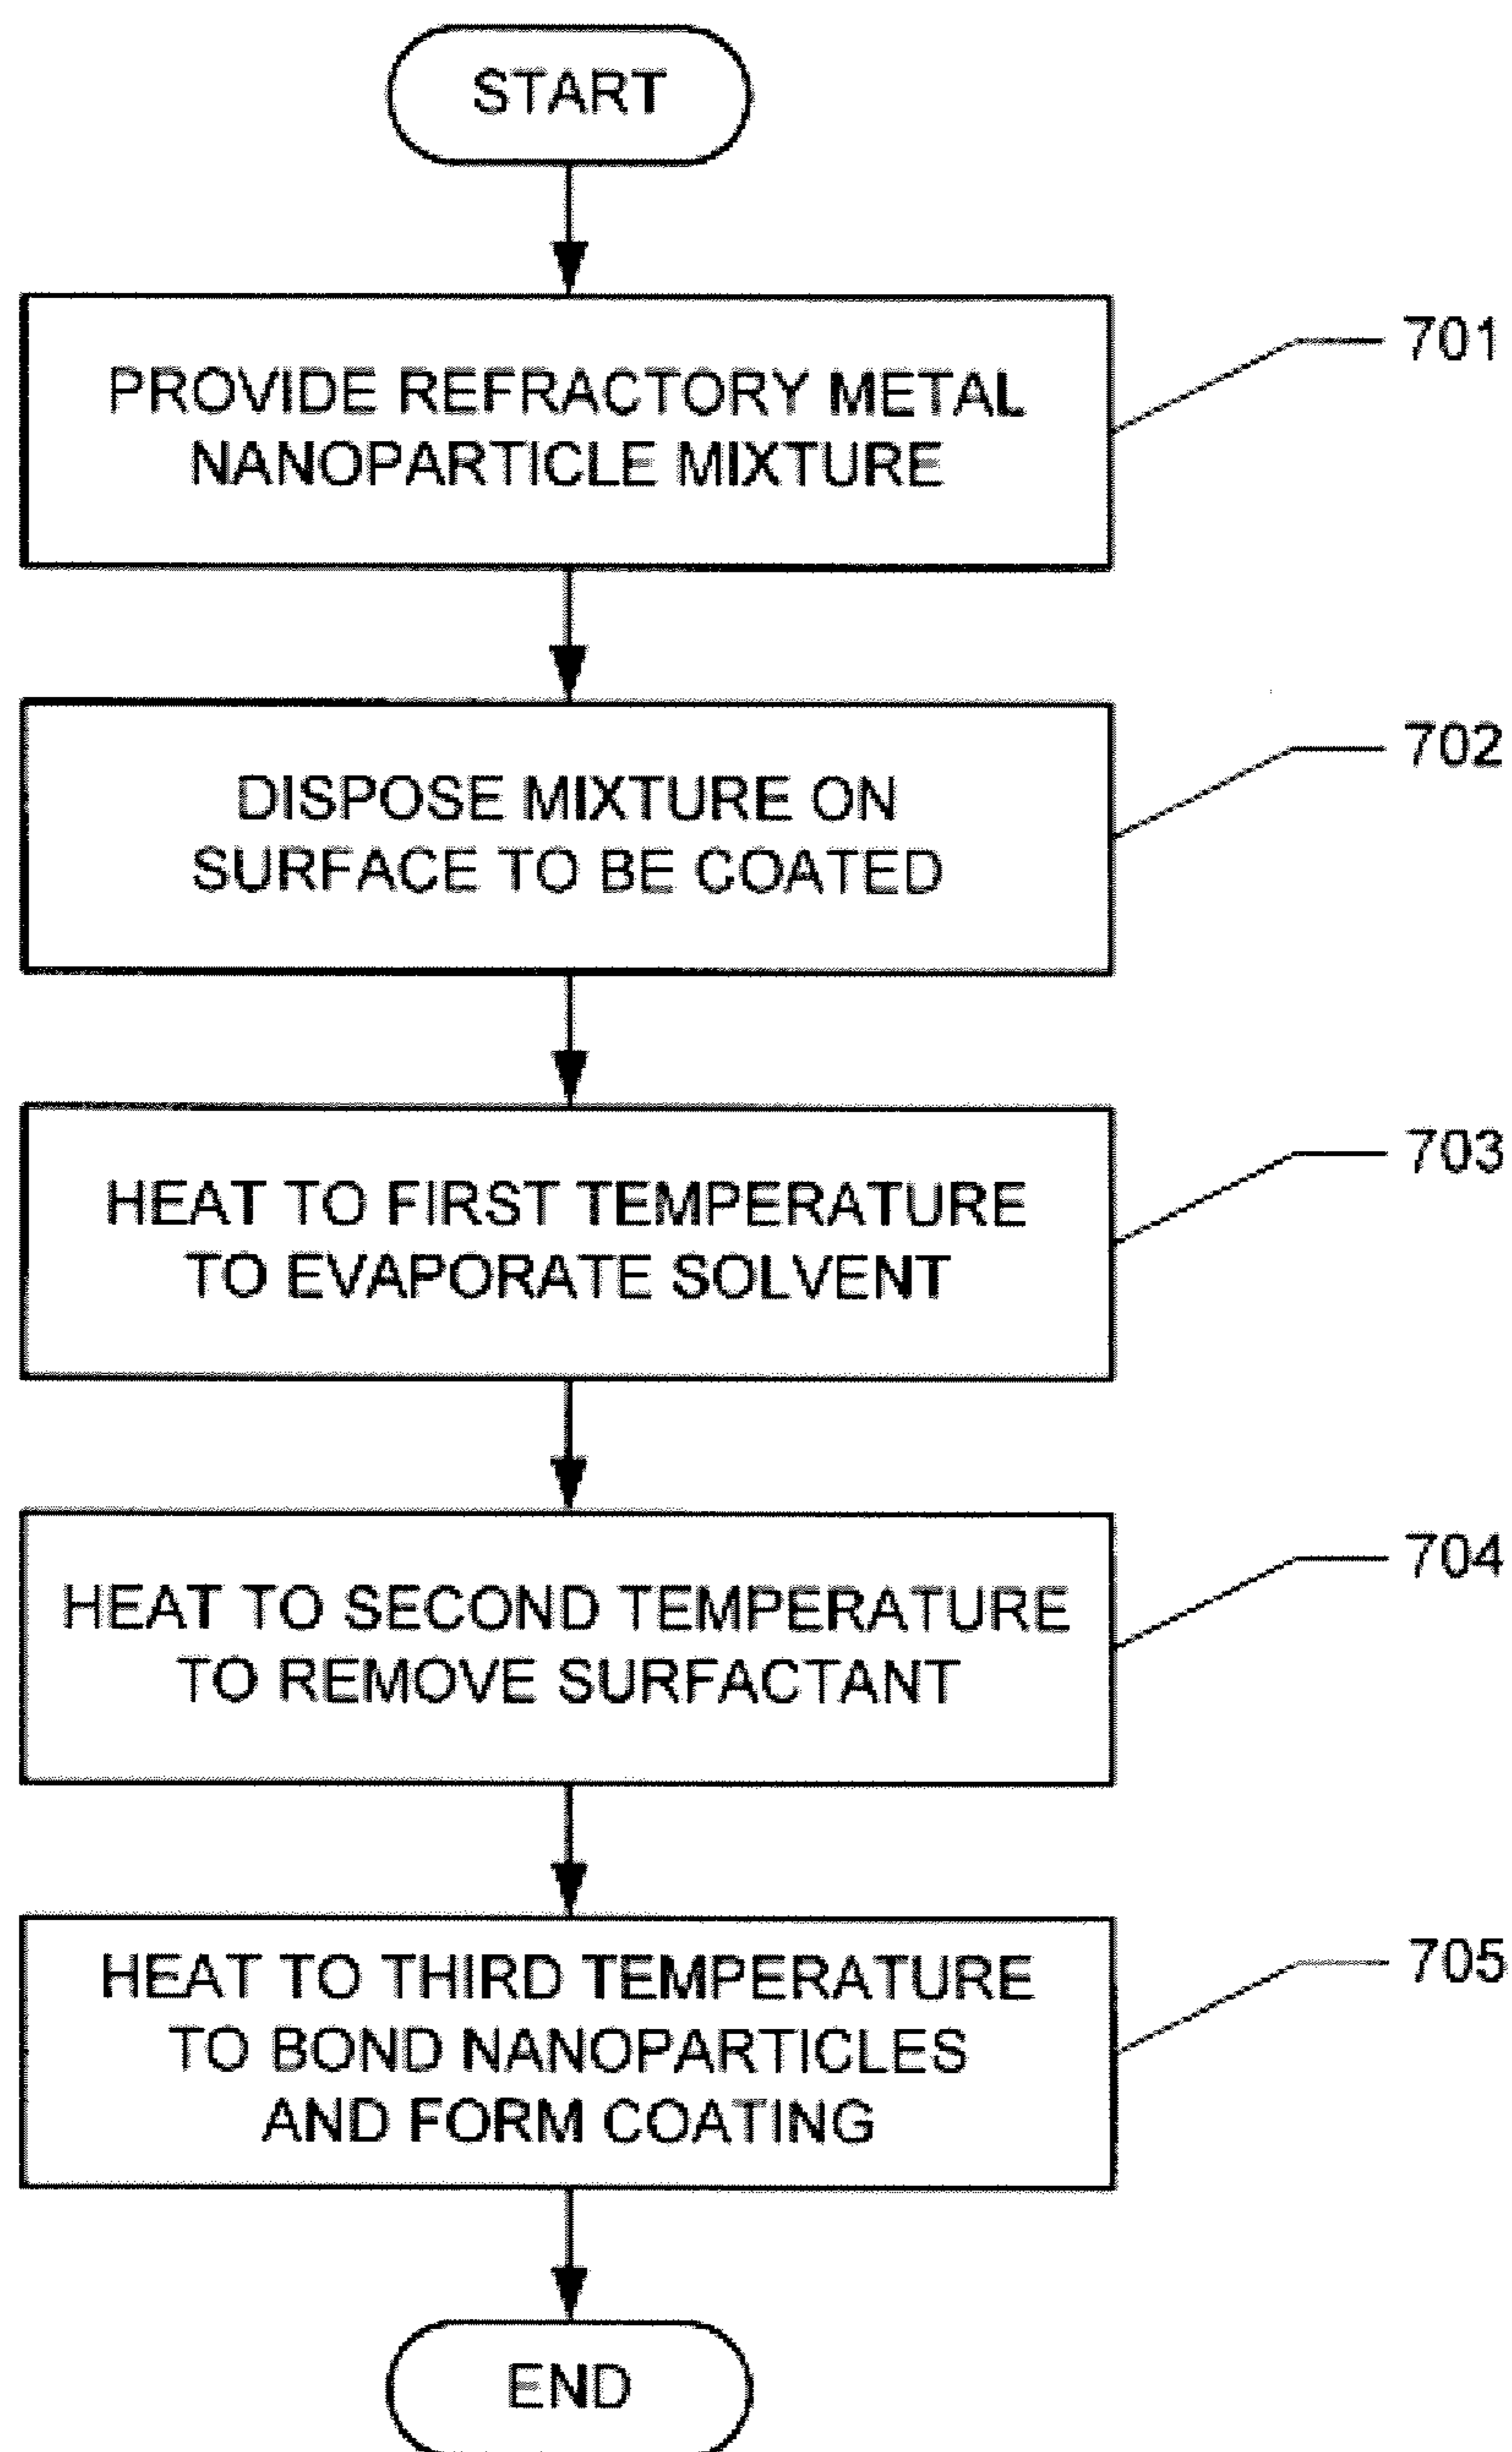 START
PROVIDE REFRACTORY METAL
NANOPARTICLE MIXTURE
701
DISPOSE MIXTURE ON
SURFACE TO BE COATED
702
HEAT TO FIRST TEMPERATURE
TO EVAPORATE SOLVENT
703
HEAT TO SECOND TEMPERATURE
TO REMOVE SURFACTANT
704
HEAT TO THIRD TEMPERATURE
TO BOND NANOPARTICLES
AND FORM COATING
705
END